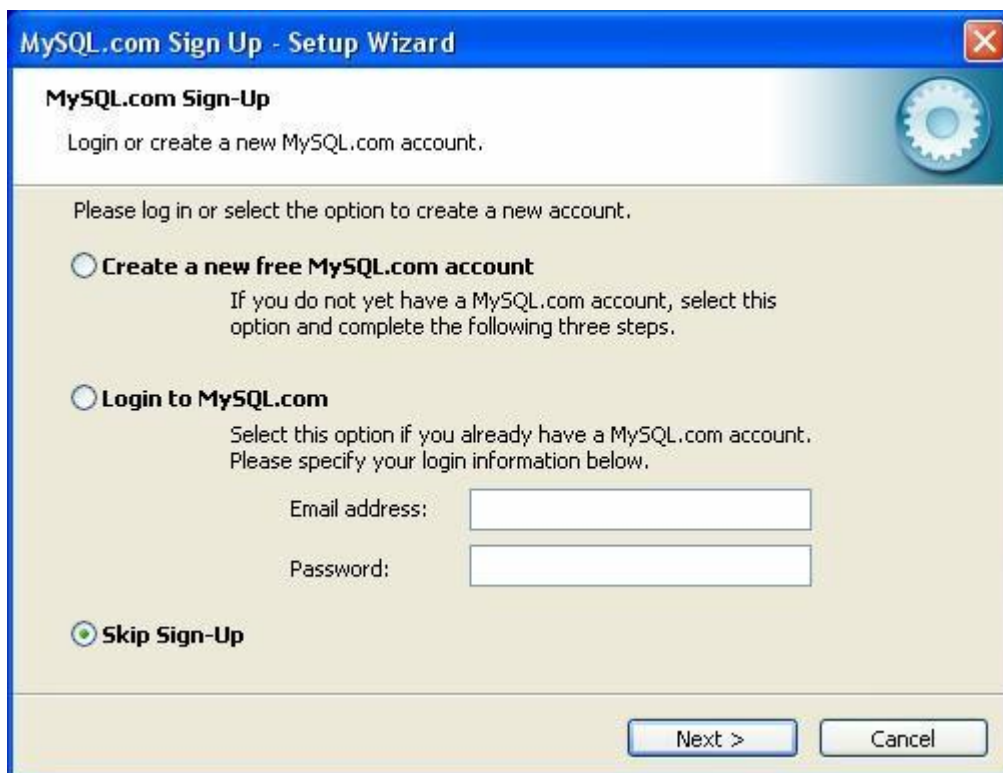 MySQL.com Sign Up - Setup Wizard
MySQL.com Sign-Up
Login or create a new MySQL.com account.
Please log in or select the option to create a new account.
Create a new free MySQL.com account
If you do not yet have a MySQL.com account, select this
option and complete the following three steps.
Login to MySQL.com
Select this option if you already have a MySQL.com account.
Please specify your login information below.
Email address:
Password:
Skip Sign-Up
Next > Cancel